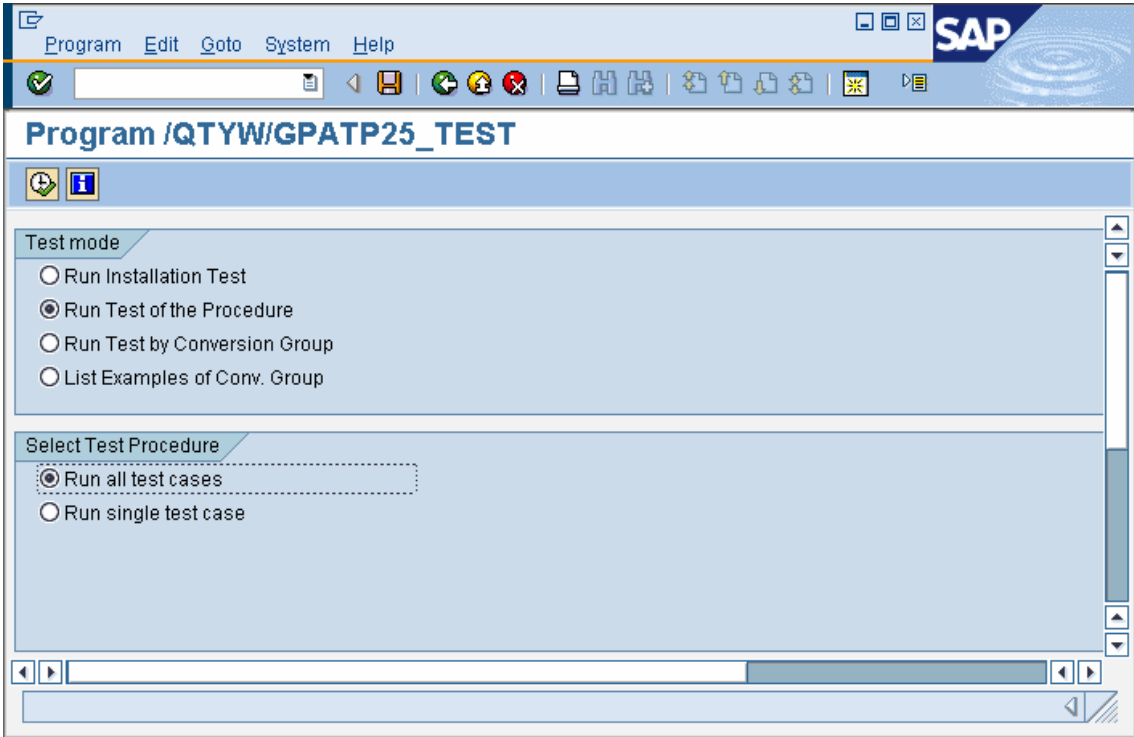 SAP
Program Edit Goto System Help
Program /QTYW/GPATP25_TEST
Test mode
Run Installation Test
Run Test of the Procedure
Run Test by Conversion Group
List Examples of Conv. Group
Select Test Procedure
Run all test cases
Run single test case